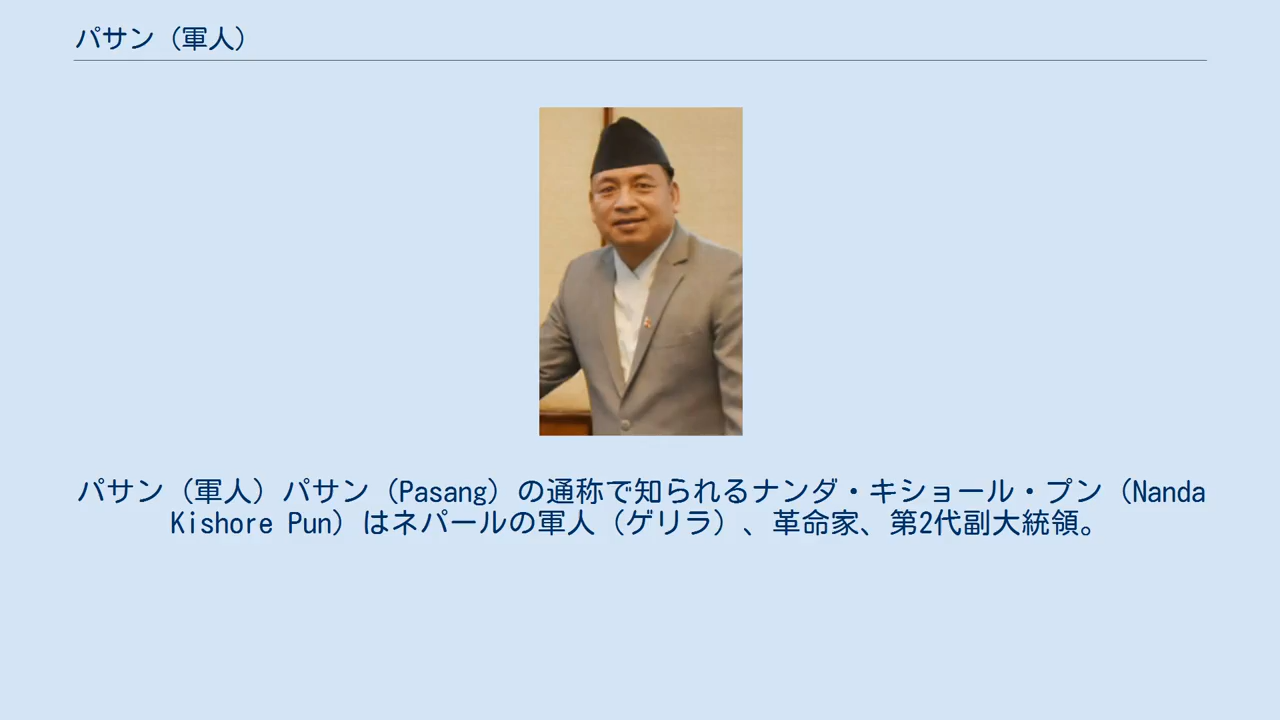 パサン（軍人）
パサン（軍人）パサン（Pasang）の通称で知られるナンダ・キショール・プン（Nanda
Kishore Pun）はネパールの軍人（ゲリラ）、革命家、第2代副大統領。